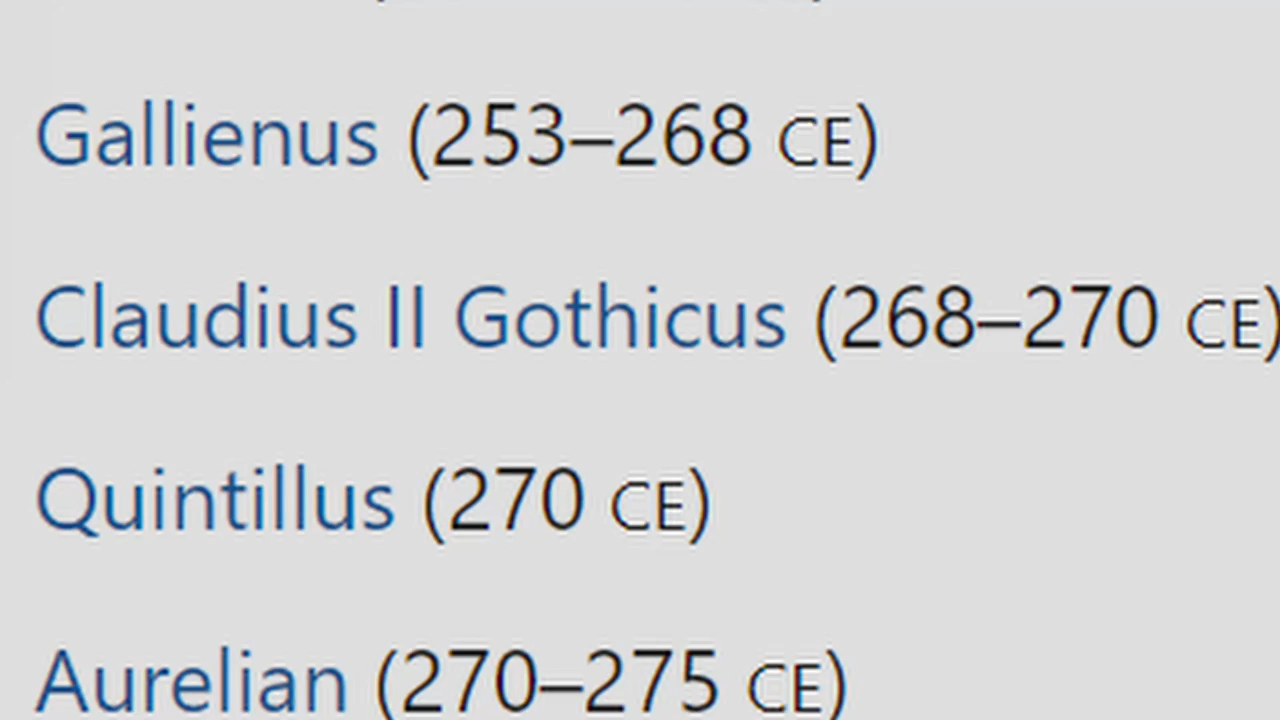 Gallienus (253–268 CE)
Claudius II Gothicus (268–270 CE)
Quintillus (270 CE)
Aurelian (270–275 CE)